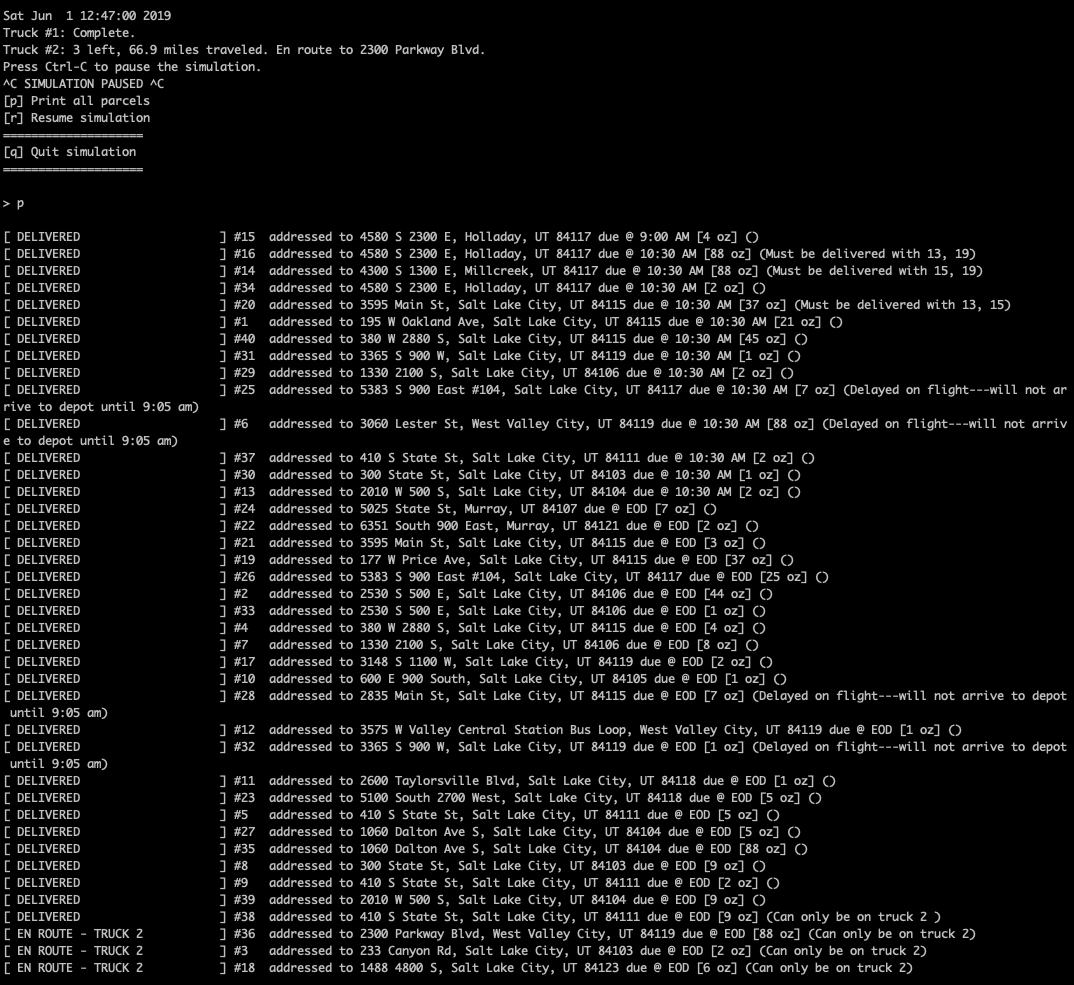 Sat Jun  1 12:47:00 2019
Truck #1: Complete.
Truck #2: 3 left, 66.9 miles traveled. En route to 2300 Parkway Blvd.
Press Ctrl-C to pause the simulation.
^C SIMULATION PAUSED ^C
[p] Print all parcels
[r] Resume simulation
====================
[q] Quit simulation
====================
> p
[ DELIVERED                    ] #15  addressed to 4580 S 2300 E, Holladay, UT 84117 due @ 9:00 AM [4 oz] ()
[ DELIVERED                    ] #16  addressed to 4580 S 2300 E, Holladay, UT 84117 due @ 10:30 AM [88 oz] (Must be delivered with 13, 19)
[ DELIVERED                    ] #14  addressed to 4300 S 1300 E, Millcreek, UT 84117 due @ 10:30 AM [88 oz] (Must be delivered with 15, 19)
[ DELIVERED                    ] #34  addressed to 4580 S 2300 E, Holladay, UT 84117 due @ 10:30 AM [2 oz] ()
[ DELIVERED                    ] #20  addressed to 3595 Main St, Salt Lake City, UT 84115 due @ 10:30 AM [37 oz] (Must be delivered with 13, 15)
[ DELIVERED                    ] #1   addressed to 195 W Oakland Ave, Salt Lake City, UT 84115 due @ 10:30 AM [21 oz] ()
[ DELIVERED                    ] #40  addressed to 380 W 2880 S, Salt Lake City, UT 84115 due @ 10:30 AM [45 oz] ()
[ DELIVERED                    ] #31  addressed to 3365 S 900 W, Salt Lake City, UT 84119 due @ 10:30 AM [1 oz] ()
[ DELIVERED                    ] #29  addressed to 1330 2100 S, Salt Lake City, UT 84106 due @ 10:30 AM [2 oz] ()
[ DELIVERED                    ] #25  addressed to 5383 S 900 East #104, Salt Lake City, UT 84117 due @ 10:30 AM [7 oz] (Delayed on flight---will not ar
rive to depot until 9:05 am)
[ DELIVERED                    ] #6   addressed to 3060 Lester St, West Valley City, UT 84119 due @ 10:30 AM [88 oz] (Delayed on flight---will not arriv
e to depot until 9:05 am)
[ DELIVERED                    ] #37  addressed to 410 S State St, Salt Lake City, UT 84111 due @ 10:30 AM [2 oz] ()
[ DELIVERED                    ] #30  addressed to 300 State St, Salt Lake City, UT 84103 due @ 10:30 AM [1 oz] ()
[ DELIVERED                    ] #13  addressed to 2010 W 500 S, Salt Lake City, UT 84104 due @ 10:30 AM [2 oz] ()
[ DELIVERED                    ] #24  addressed to 5025 State St, Murray, UT 84107 due @ EOD [7 oz] ()
[ DELIVERED                    ] #22  addressed to 6351 South 900 East, Murray, UT 84121 due @ EOD [2 oz] ()
[ DELIVERED                    ] #21  addressed to 3595 Main St, Salt Lake City, UT 84115 due @ EOD [3 oz] ()
[ DELIVERED                    ] #19  addressed to 177 W Price Ave, Salt Lake City, UT 84115 due @ EOD [37 oz] ()
[ DELIVERED                    ] #26  addressed to 5383 S 900 East #104, Salt Lake City, UT 84117 due @ EOD [25 oz] ()
[ DELIVERED                    ] #2   addressed to 2530 S 500 E, Salt Lake City, UT 84106 due @ EOD [44 oz] ()
[ DELIVERED                    ] #33  addressed to 2530 S 500 E, Salt Lake City, UT 84106 due @ EOD [1 oz] ()
[ DELIVERED                    ] #4   addressed to 380 W 2880 S, Salt Lake City, UT 84115 due @ EOD [4 oz] ()
[ DELIVERED                    ] #7   addressed to 1330 2100 S, Salt Lake City, UT 84106 due @ EOD [8 oz] ()
[ DELIVERED                    ] #17  addressed to 3148 S 1100 W, Salt Lake City, UT 84119 due @ EOD [2 oz] ()
[ DELIVERED                    ] #10  addressed to 600 E 900 South, Salt Lake City, UT 84105 due @ EOD [1 oz] ()
[ DELIVERED                    ] #28  addressed to 2835 Main St, Salt Lake City, UT 84115 due @ EOD [7 oz] (Delayed on flight---will not arrive to depot
 until 9:05 am)
[ DELIVERED                    ] #12  addressed to 3575 W Valley Central Station Bus Loop, West Valley City, UT 84119 due @ EOD [1 oz] ()
[ DELIVERED                    ] #32  addressed to 3365 S 900 W, Salt Lake City, UT 84119 due @ EOD [1 oz] (Delayed on flight---will not arrive to depot
 until 9:05 am)
[ DELIVERED                    ] #11  addressed to 2600 Taylorsville Blvd, Salt Lake City, UT 84118 due @ EOD [1 oz] ()
[ DELIVERED                    ] #23  addressed to 5100 South 2700 West, Salt Lake City, UT 84118 due @ EOD [5 oz] ()
[ DELIVERED                    ] #5   addressed to 410 S State St, Salt Lake City, UT 84111 due @ EOD [5 oz] ()
[ DELIVERED                    ] #27  addressed to 1060 Dalton Ave S, Salt Lake City, UT 84104 due @ EOD [5 oz] ()
[ DELIVERED                    ] #35  addressed to 1060 Dalton Ave S, Salt Lake City, UT 84104 due @ EOD [88 oz] ()
[ DELIVERED                    ] #8   addressed to 300 State St, Salt Lake City, UT 84103 due @ EOD [9 oz] ()
[ DELIVERED                    ] #9   addressed to 410 S State St, Salt Lake City, UT 84111 due @ EOD [2 oz] ()
[ DELIVERED                    ] #39  addressed to 2010 W 500 S, Salt Lake City, UT 84104 due @ EOD [9 oz] ()
[ DELIVERED                    ] #38  addressed to 410 S State St, Salt Lake City, UT 84111 due @ EOD [9 oz] (Can only be on truck 2 )
[ EN ROUTE - TRUCK 2           ] #36  addressed to 2300 Parkway Blvd, West Valley City, UT 84119 due @ EOD [88 oz] (Can only be on truck 2)
[ EN ROUTE - TRUCK 2           ] #3   addressed to 233 Canyon Rd, Salt Lake City, UT 84103 due @ EOD [2 oz] (Can only be on truck 2)
[ EN ROUTE - TRUCK 2           ] #18  addressed to 1488 4800 S, Salt Lake City, UT 84123 due @ EOD [6 oz] (Can only be on truck 2)